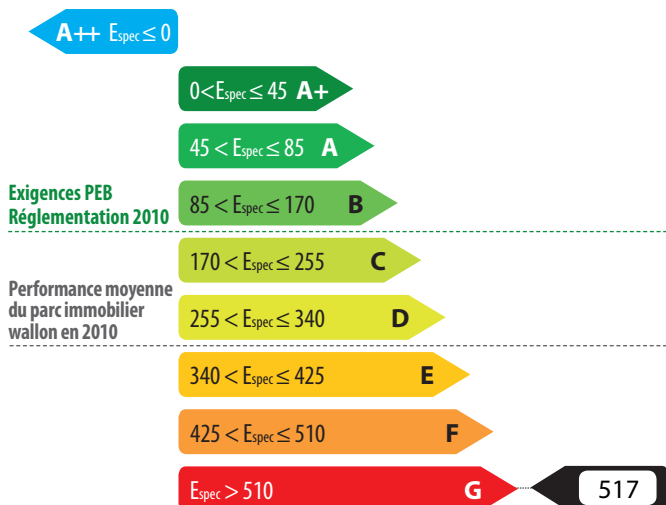 A++ Espec ≤ 0
0<Espec ≤ 45 A+
45 < Espec ≤ 85 A
Exigences PEB
Réglementation 2010
85 < Espec ≤ 170 B
170 < Espec ≤ 255 C
Performance moyenne
du parc immobilier
wallon en 2010
255 < Espec ≤ 340 D
340 < Espec ≤ 425 E
425 < Espec ≤ 510 F
Espec > 510 G 517